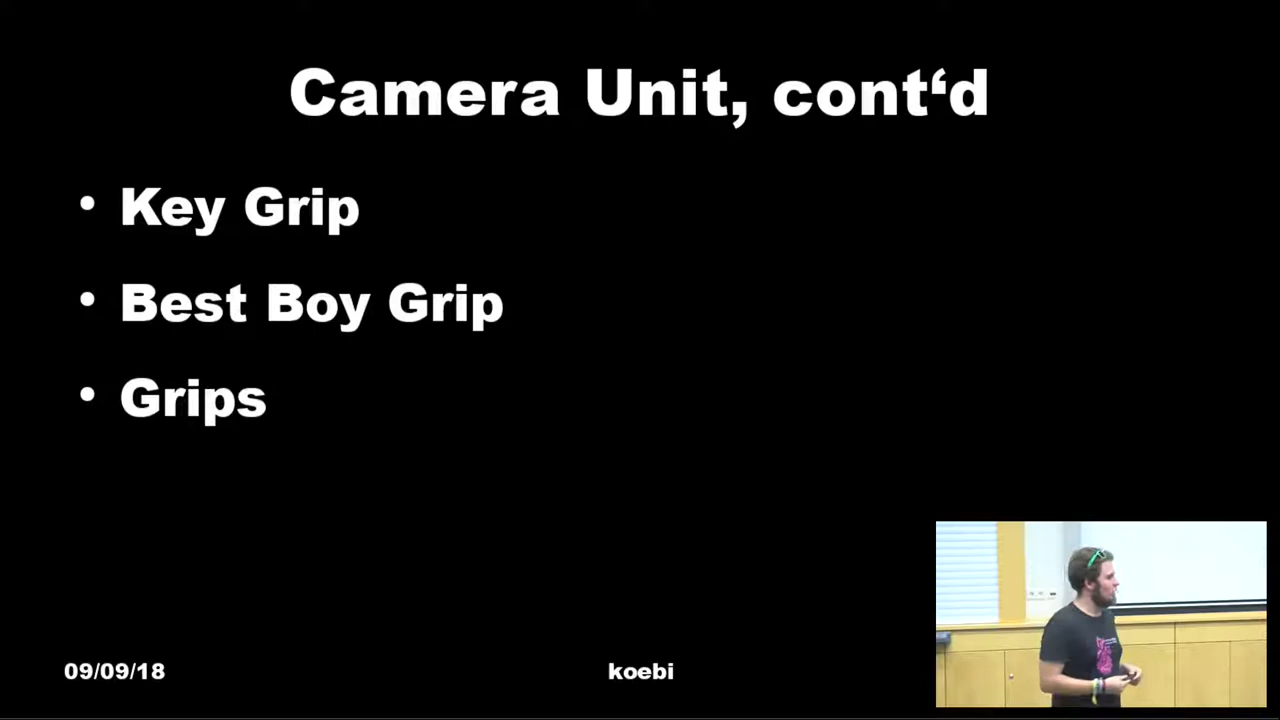 Camera Unit, cont‘d
• Key Grip
• Best Boy Grip
• Grips
09/09/18
koebi